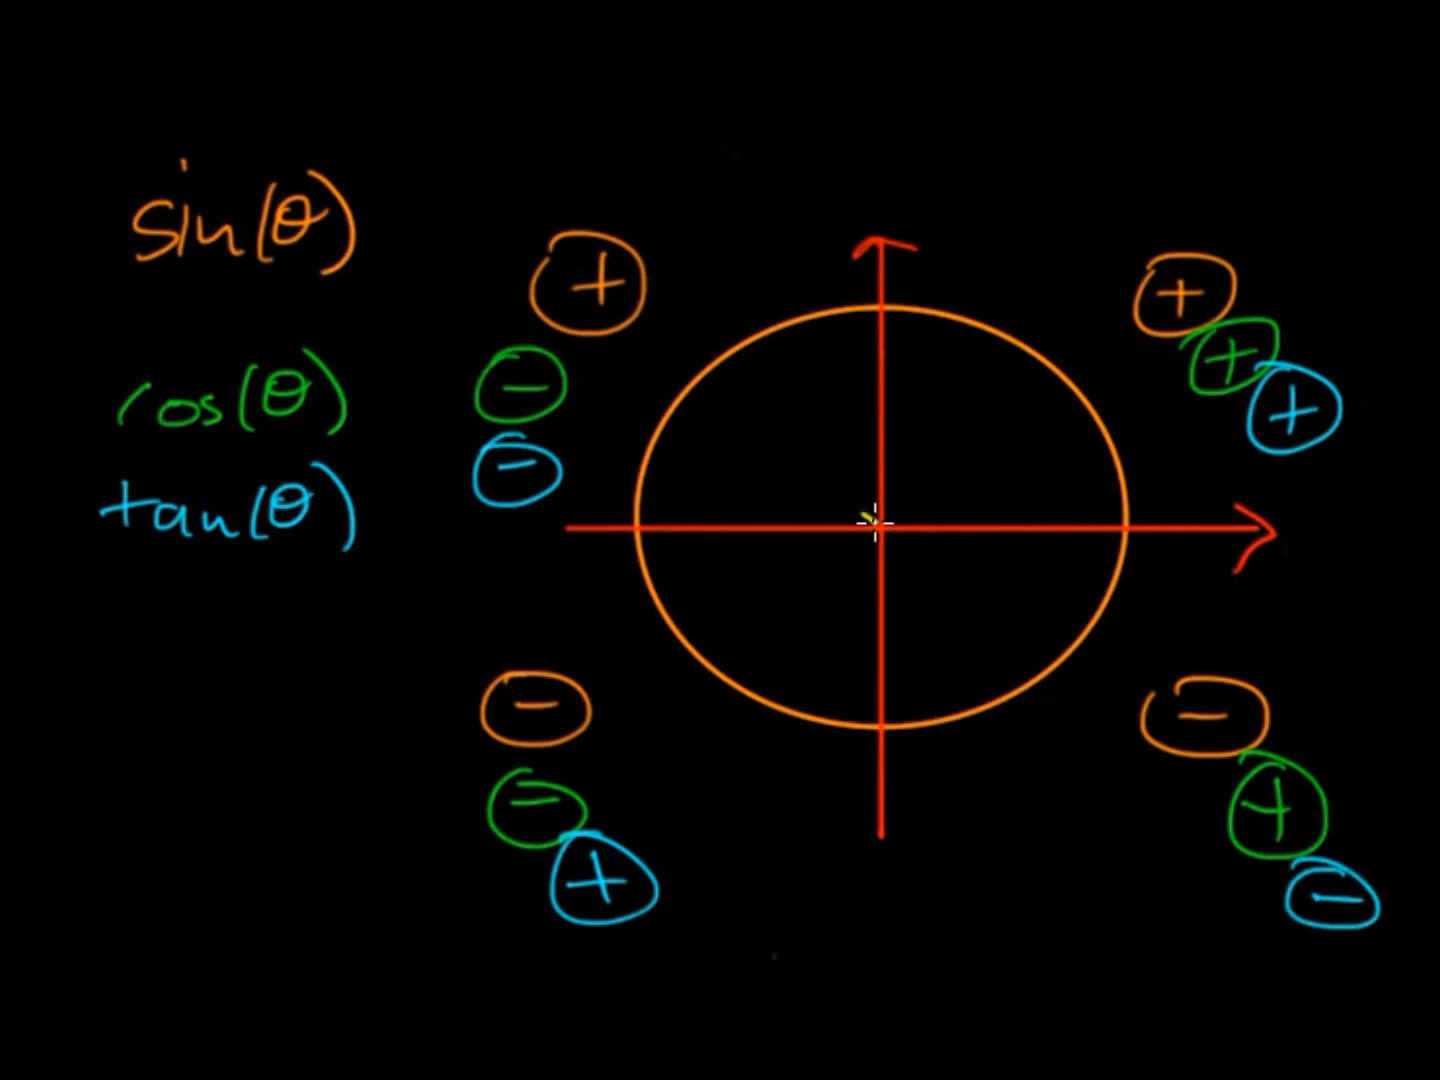 sin(θ)
+ +
cos(θ)
- +
tan(θ)
- +
- -
- +
+ -